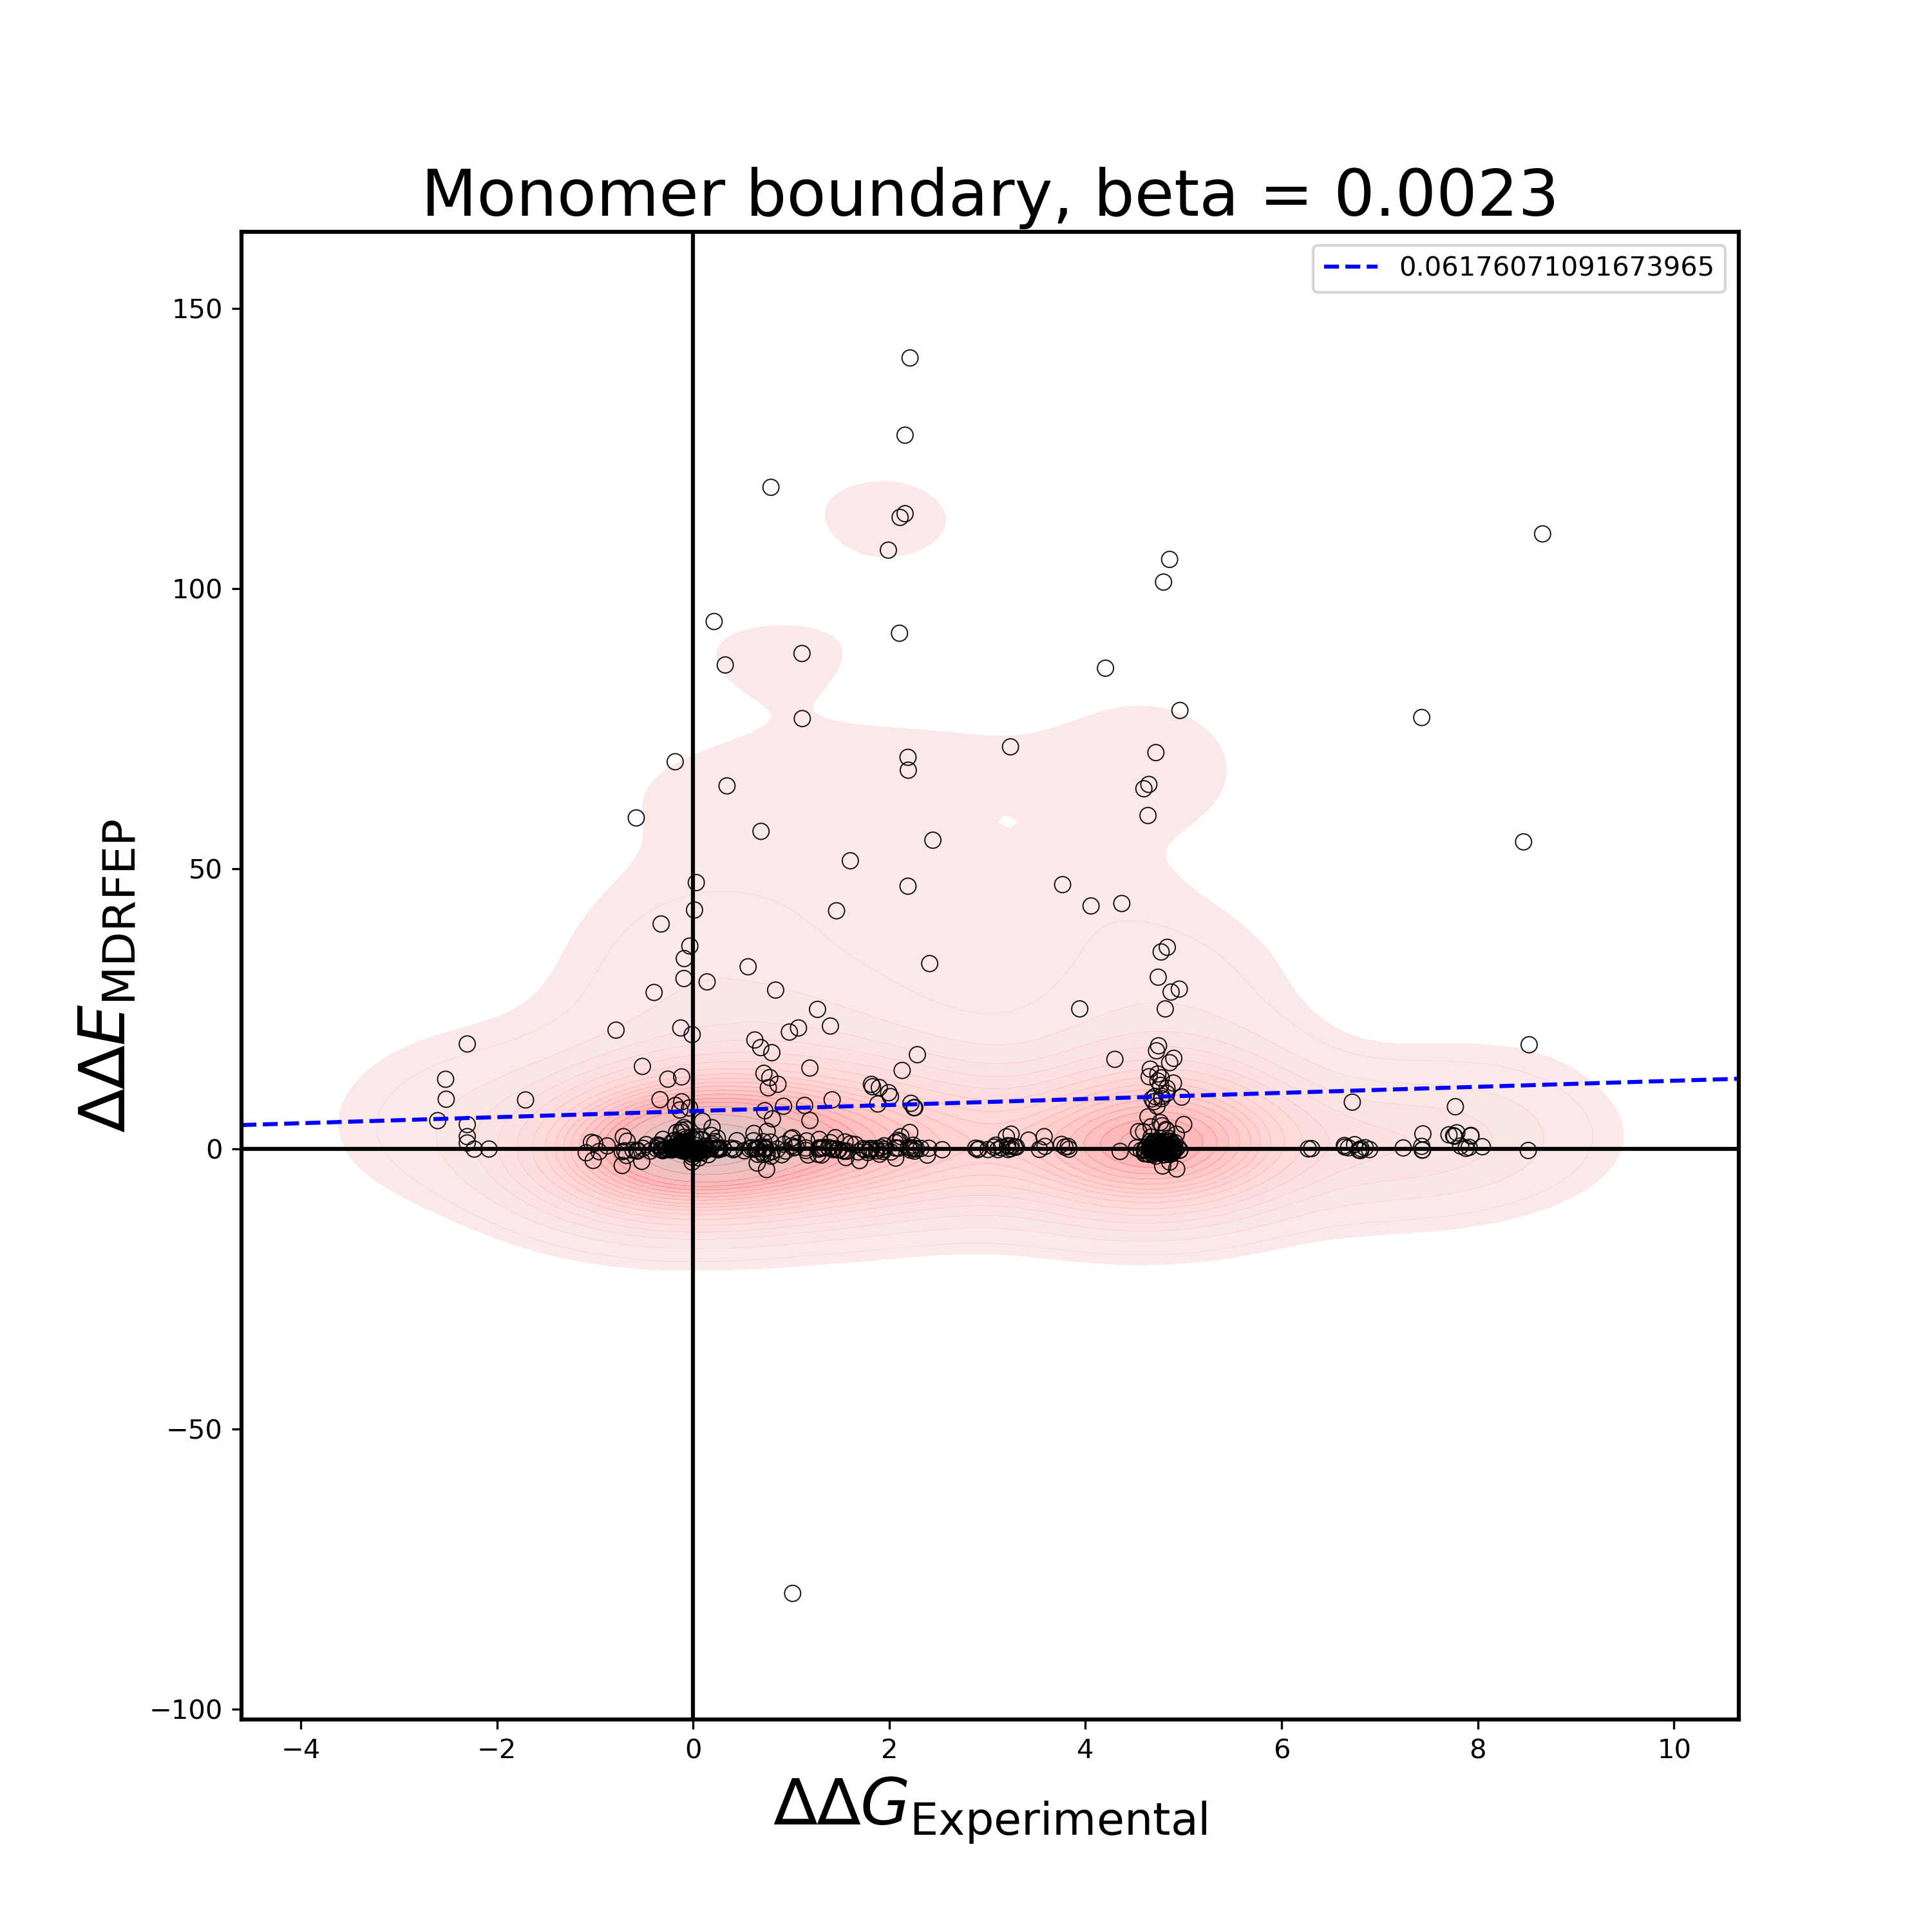 Monomer boundary, beta = 0.0023
0.06176071091673965
150
100
50
0
−50
−100
ΔΔE_MDRFEP
−4 −2 0 2 4 6 8 10
ΔΔG_Experimental